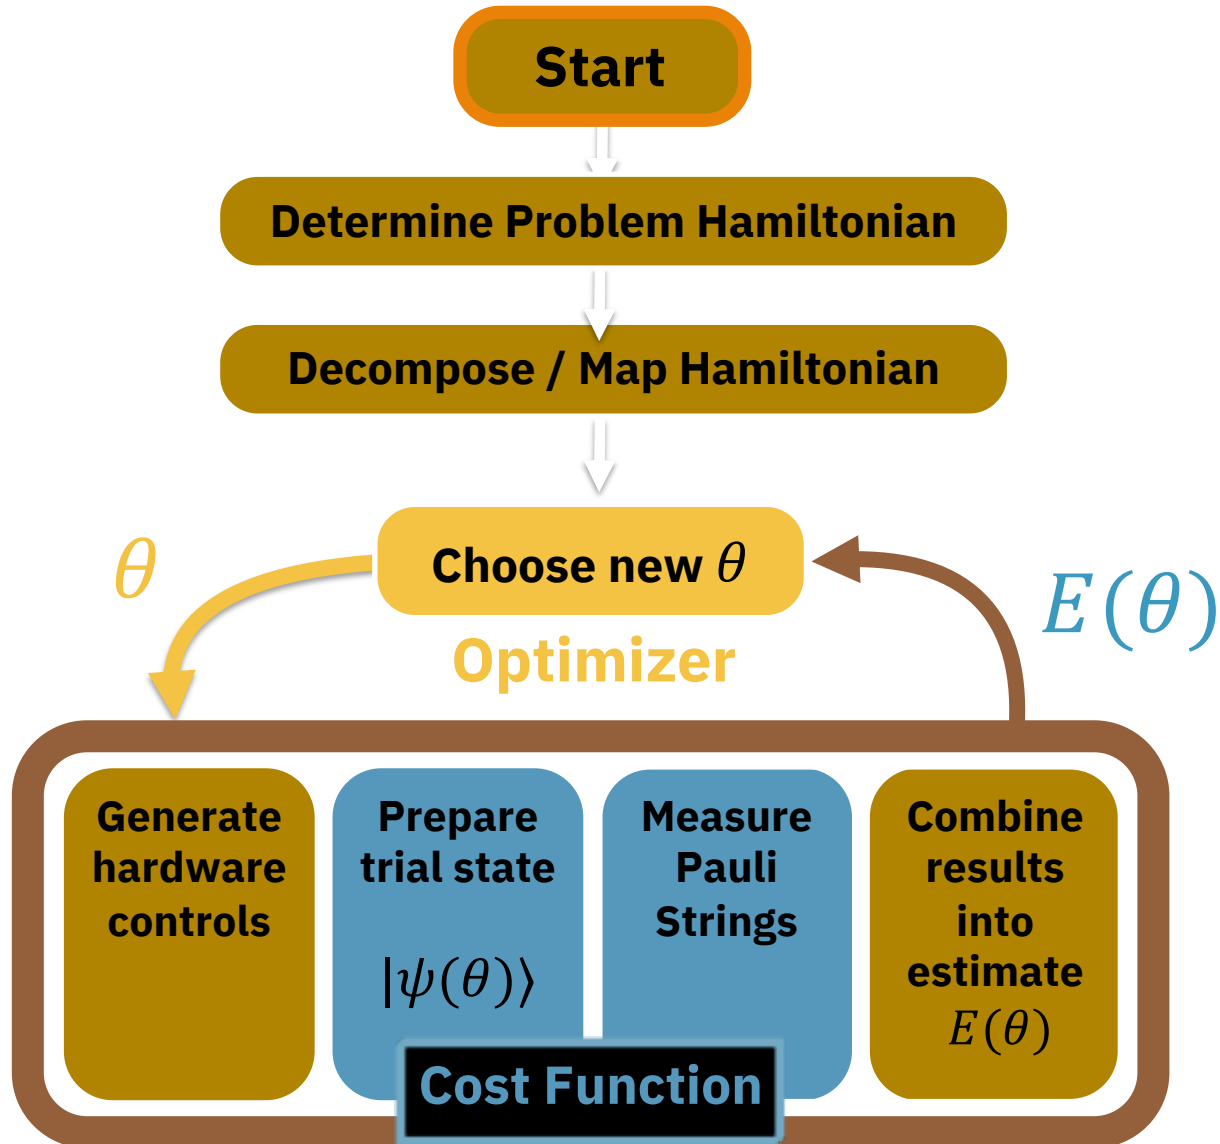 Start
Determine Problem Hamiltonian
Decompose / Map Hamiltonian
θ
Choose new θ
E(θ)
Optimizer
Generate
hardware
controls
Prepare
trial state
|ψ(θ)⟩
Measure
Pauli
Strings
Combine
results
into
estimate
E(θ)
Cost Function